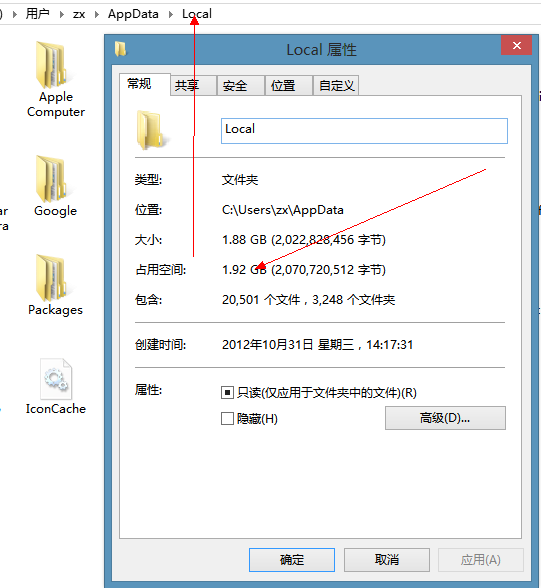 ) 用户 zx AppData Local
Apple
Computer
Google
Packages
IconCache
ar
ra
Local 属性
常规 共享 安全 位置 自定义
Local
类型: 文件夹
位置: C:\Users\zx\AppData
大小: 1.88 GB (2,022,828,456 字节)
占用空间: 1.92 GB (2,070,720,512 字节)
包含: 20,501 个文件，3,248 个文件夹
创建时间: 2012年10月31日 星期三，14:17:31
属性: 只读(仅应用于文件夹中的文件)(R)
隐藏(H)
高级(D)...
确定 取消 应用(A)